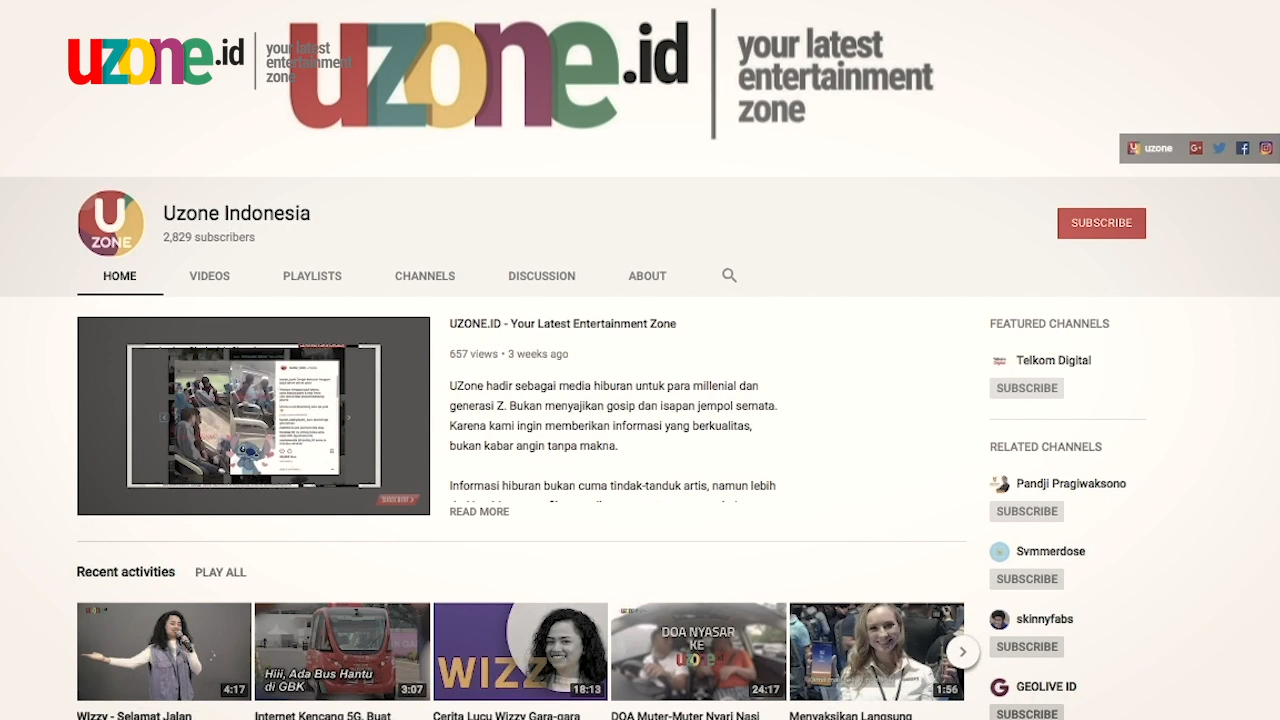 uzone.id
your latest
entertainment
zone
uzone.id
your latest
entertainment
zone
uzone
Uzone Indonesia
2,829 subscribers
SUBSCRIBE
U
ZONE
HOME VIDEOS PLAYLISTS CHANNELS DISCUSSION ABOUT
UZONE.ID - Your Latest Entertainment Zone
657 views • 3 weeks ago
UZone hadir sebagai media hiburan untuk para millenial dan
generasi Z. Bukan menyajikan gosip dan isapan jempol semata.
Karena kami ingin memberikan informasi yang berkualitas,
bukan kabar angin tanpa makna.
Informasi hiburan bukan cuma tindak-tanduk artis, namun lebih
READ MORE
SUBSCRIBE
FEATURED CHANNELS
Telkom Digital
SUBSCRIBE
RELATED CHANNELS
Pandji Pragiwaksono
SUBSCRIBE
Svmmerdose
SUBSCRIBE
skinnyfabs
SUBSCRIBE
GEOLIVE ID
SUBSCRIBE
Recent activities PLAY ALL
4:17
Hiii, Ada Bus Hantu
di GBK
3:07
WIZZ
18:13
DOA NYASAR
KE
uzone.id
24:17
1:56
Wizzy - Selamat Jalan
Internet Kencang 5G, Buat
Cerita Lucu Wizzy Gara-gara
DOA Muter-Muter Nyari Nasi
Menyaksikan Langsung